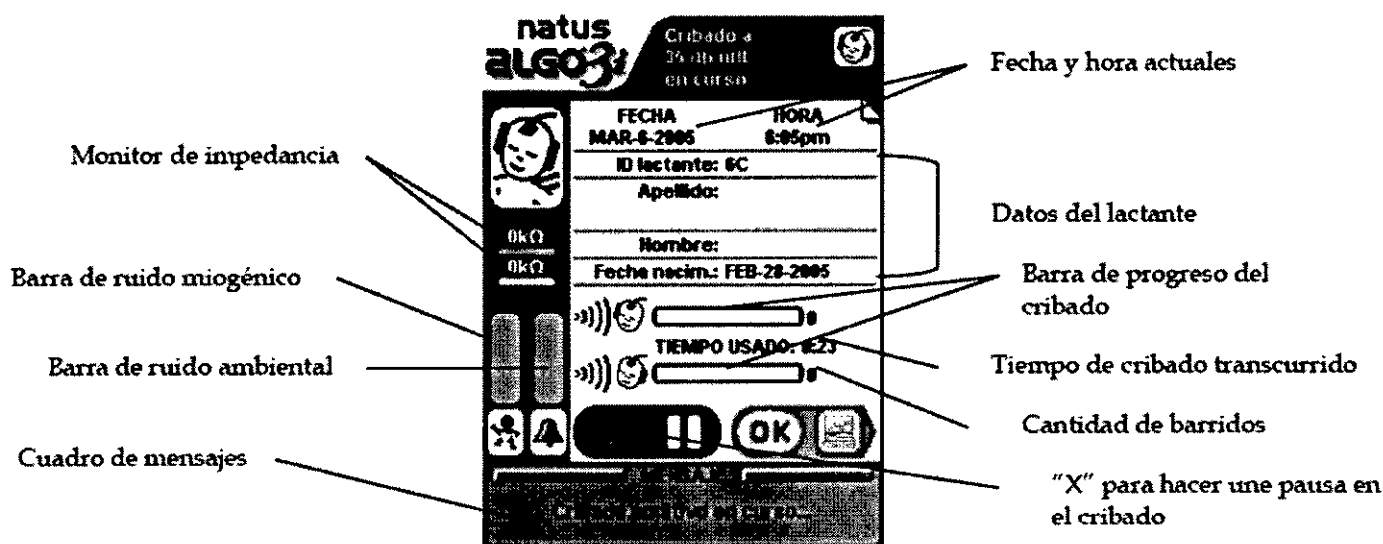 natus
ALGO3i
Cribado a
35 db nHL
en curso
Fecha y hora actuales
FECHA HORA
MAR-6-2005 6:05pm
Monitor de impedancia
ID lactante: 6C
Apellido:
Datos del lactante
0kΩ
Nombre:
0kΩ
Fecha nacim.: FEB-28-2005
Barra de ruido miogénico
Barra de progreso del
cribado
TIEMPO USADO: 0:23
Barra de ruido ambiental
Tiempo de cribado transcurrido
OK
Cantidad de barridos
Cuadro de mensajes
en curso...
"X" para hacer une pausa en
el cribado